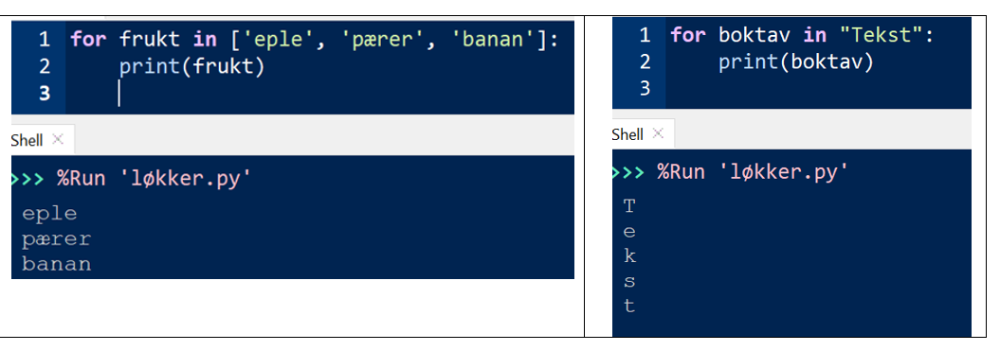 1 for frukt in ['eple', 'pærer', 'banan']:
2     print(frukt)
3
Shell ×
>>> %Run 'løkker.py'
eple
pærer
banan
1 for boktav in "Tekst":
2     print(boktav)
3
Shell ×
>>> %Run 'løkker.py'
T
e
k
s
t